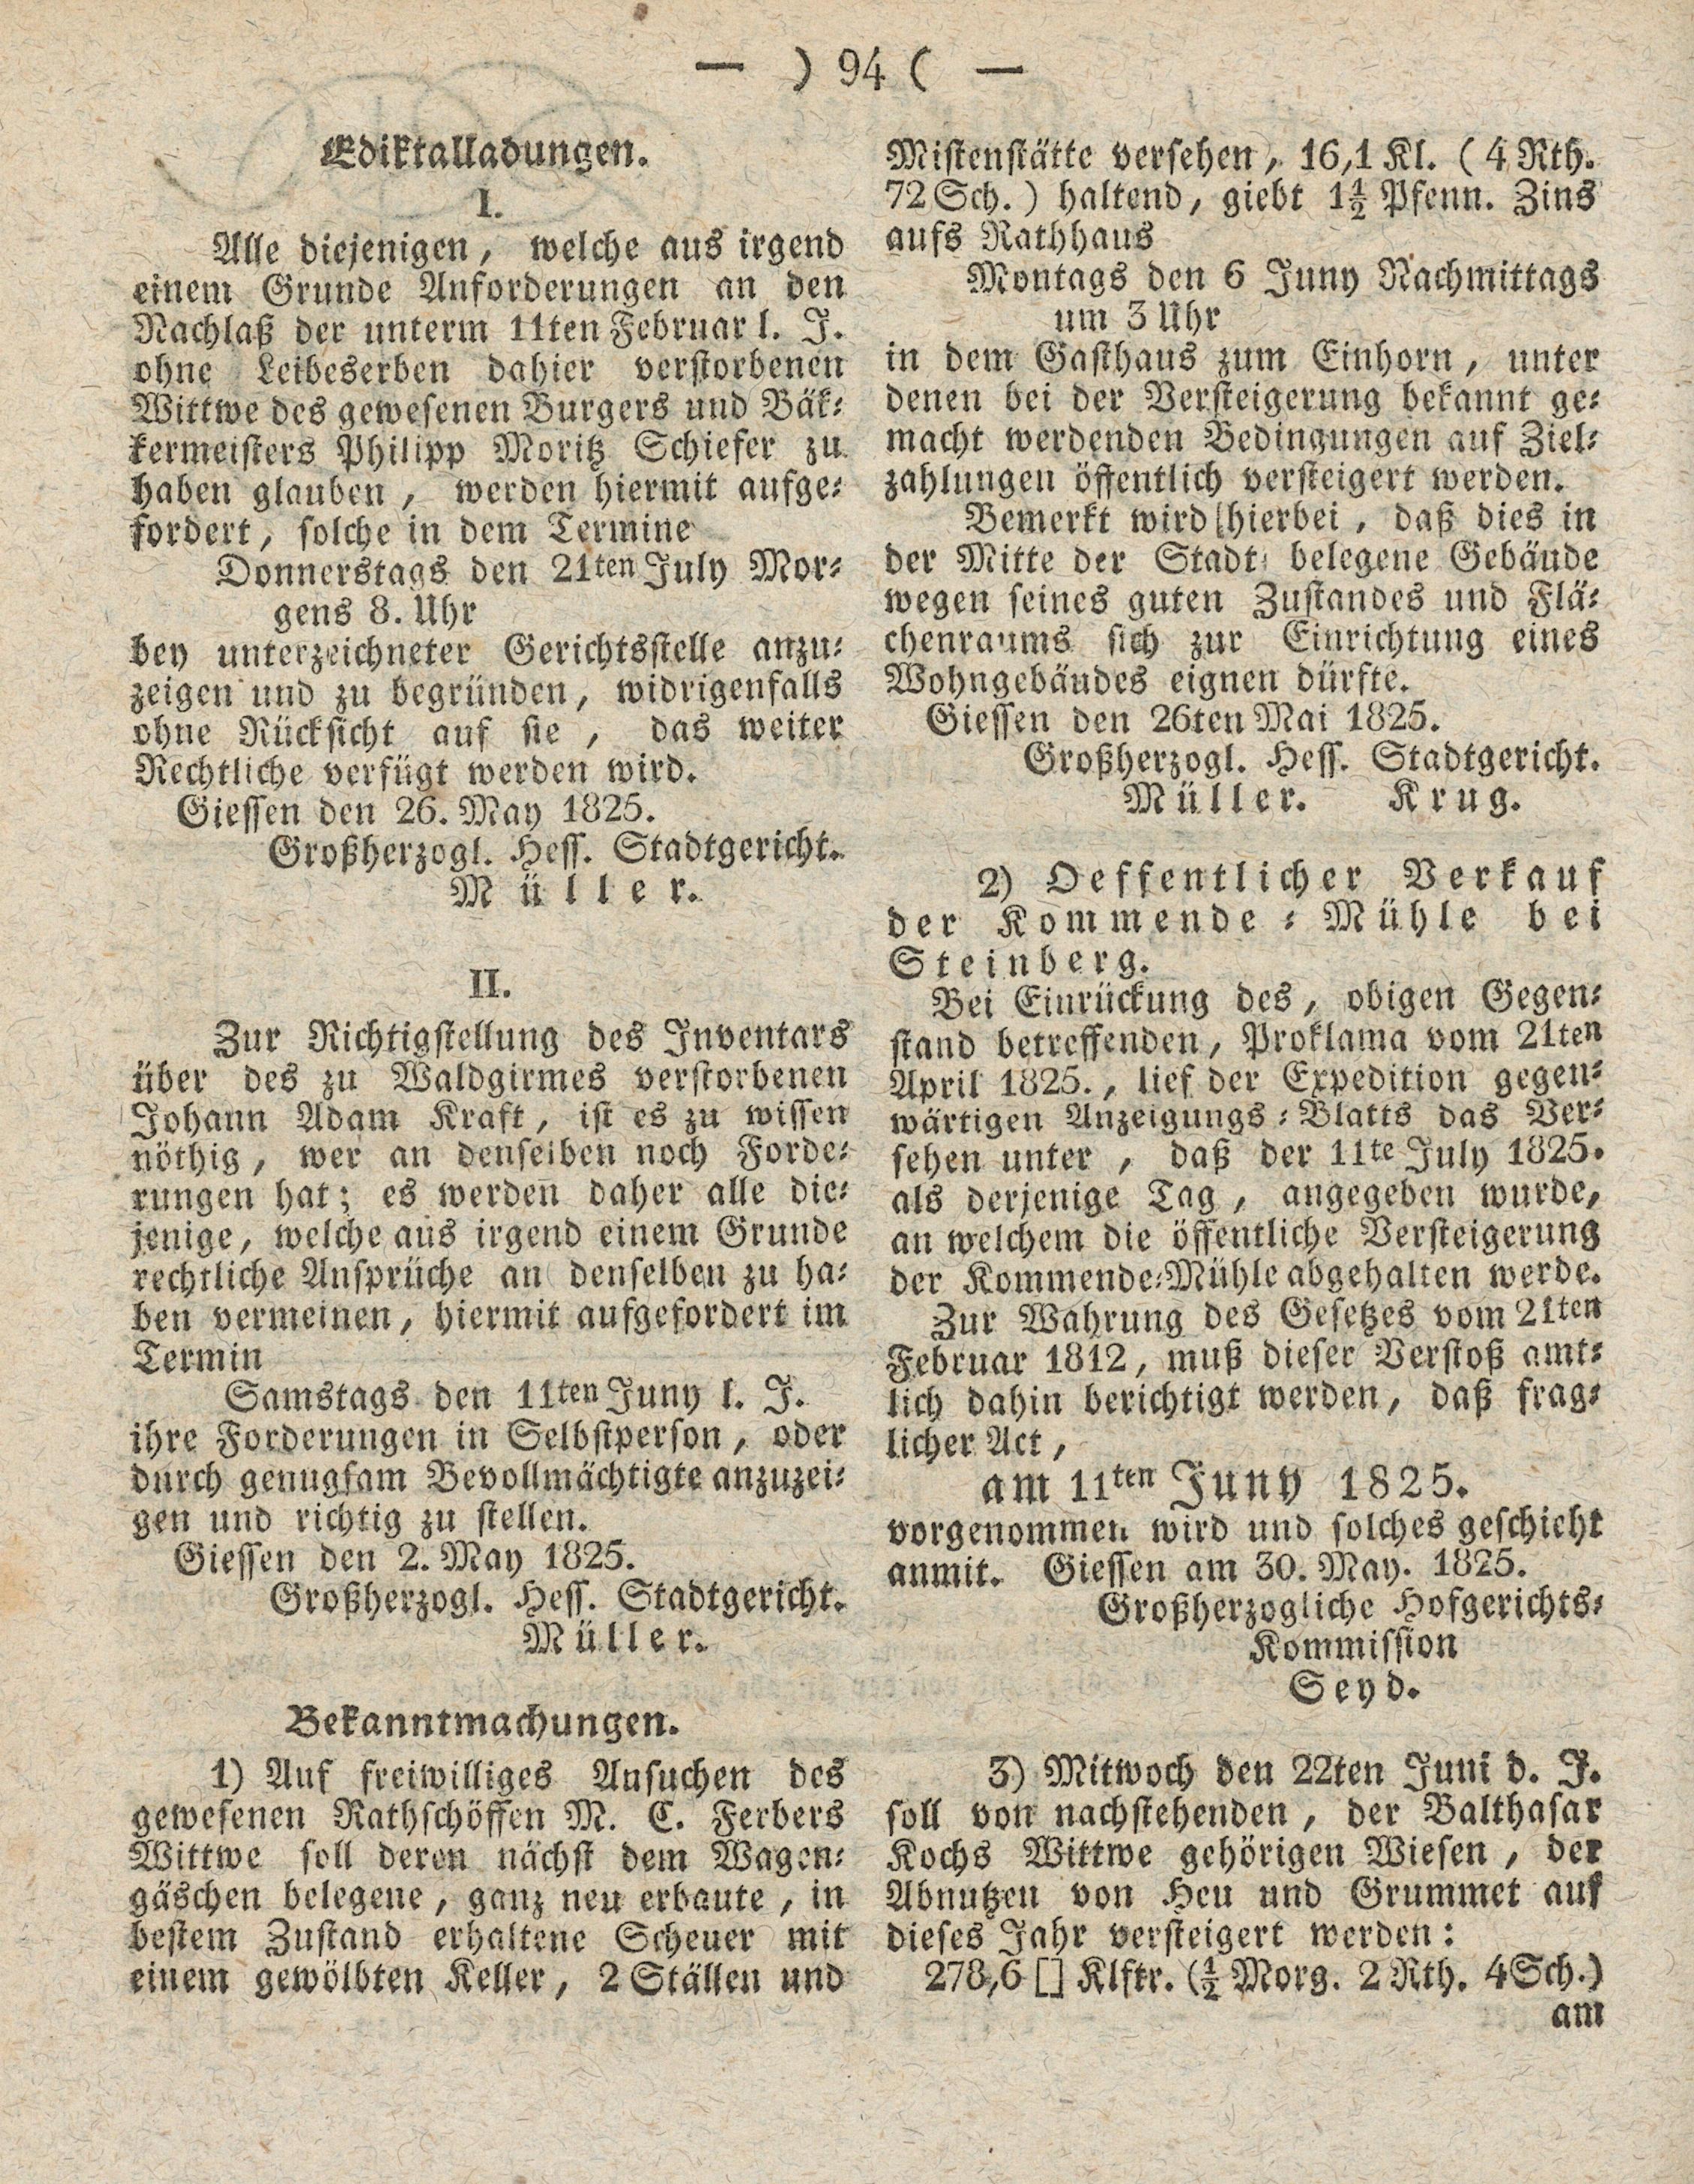 — ) 94 ( —
Ediktalladungen.
I.
Alle diejenigen, welche aus irgend
einem Grunde Anforderungen an den
Nachlaß der unterm 11ten Februar l. J.
ohne Leibeserben dahier verstorbenen
Wittwe des gewesenen Burgers und Bäk-
kermeisters Philipp Moritz Schiefer zu
haben glauben, werden hiermit aufge-
fordert, solche in dem Termine
Donnerstags den 21ten July Mor-
gens 8. Uhr
bey unterzeichneter Gerichtsstelle anzu-
zeigen und zu begründen, widrigenfalls
ohne Rücksicht auf sie, das weiter
Rechtliche verfügt werden wird.
Giessen den 26. May 1825.
Großherzogl. Hess. Stadtgericht.
Müller.
II.
Zur Richtigstellung des Inventars
über des zu Waldgirmes verstorbenen
Johann Adam Kraft, ist es zu wissen
nöthig, wer an denselben noch Forde-
rungen hat; es werden daher alle die-
jenige, welche aus irgend einem Grunde
rechtliche Ansprüche an denselben zu ha-
ben vermeinen, hiermit aufgefordert im
Termin
Samstags den 11ten Juny l. J.
ihre Forderungen in Selbstperson, oder
durch genugsam Bevollmächtigte anzuzei-
gen und richtig zu stellen.
Giessen den 2. May 1825.
Großherzogl. Hess. Stadtgericht.
Müller.
Bekanntmachungen.
1) Auf freiwilliges Ansuchen des
gewesenen Rathschöffen M. C. Ferbers
Wittwe soll deren nächst dem Wagen-
gäschen belegene, ganz neu erbaute, in
bestem Zustand erhaltene Scheuer mit
einem gewölbten Keller, 2 Ställen und
Mistenstätte versehen, 16,1 Kl. (4 Rth.
72 Sch.) haltend, giebt 1½ Pfenn. Zins
aufs Rathhaus
Montags den 6 Juny Nachmittags
um 3 Uhr
in dem Gasthaus zum Einhorn, unter
denen bei der Versteigerung bekannt ge-
macht werdenden Bedingungen auf Ziel-
zahlungen öffentlich versteigert werden.
Bemerkt wird hierbei, daß dies in
der Mitte der Stadt belegene Gebäude
wegen seines guten Zustandes und Flä-
chenraums sich zur Einrichtung eines
Wohngebäudes eignen dürfte.
Giessen den 26ten Mai 1825.
Großherzogl. Hess. Stadtgericht.
Müller. Krug.
2) Oeffentlicher Verkauf
der Kommende-Mühle bei
Steinberg.
Bei Einrückung des, obigen Gegen-
stand betreffenden, Proklama vom 21ten
April 1825., lief der Expedition gegen-
wärtigen Anzeigungs-Blatts das Ver-
sehen unter, daß der 11te July 1825.
als derjenige Tag, angegeben wurde,
an welchem die öffentliche Versteigerung
der Kommende-Mühle abgehalten werde.
Zur Wahrung des Gesetzes vom 21ten
Februar 1812, muß dieser Verstoß amt-
lich dahin berichtigt werden, daß frag-
licher Act,
am 11ten Juny 1825.
vorgenommen wird und solches geschieht
anmit. Giessen am 30. May. 1825.
Großherzogliche Hofgerichts-
Kommission
Seyd.
3) Mittwoch den 22ten Juni d. J.
soll von nachstehenden, der Balthasar
Kochs Wittwe gehörigen Wiesen, der
Abnutzen von Heu und Grummet auf
dieses Jahr versteigert werden:
278,6 [] Klftr. (½ Morg. 2 Rth. 4 Sch.)
am